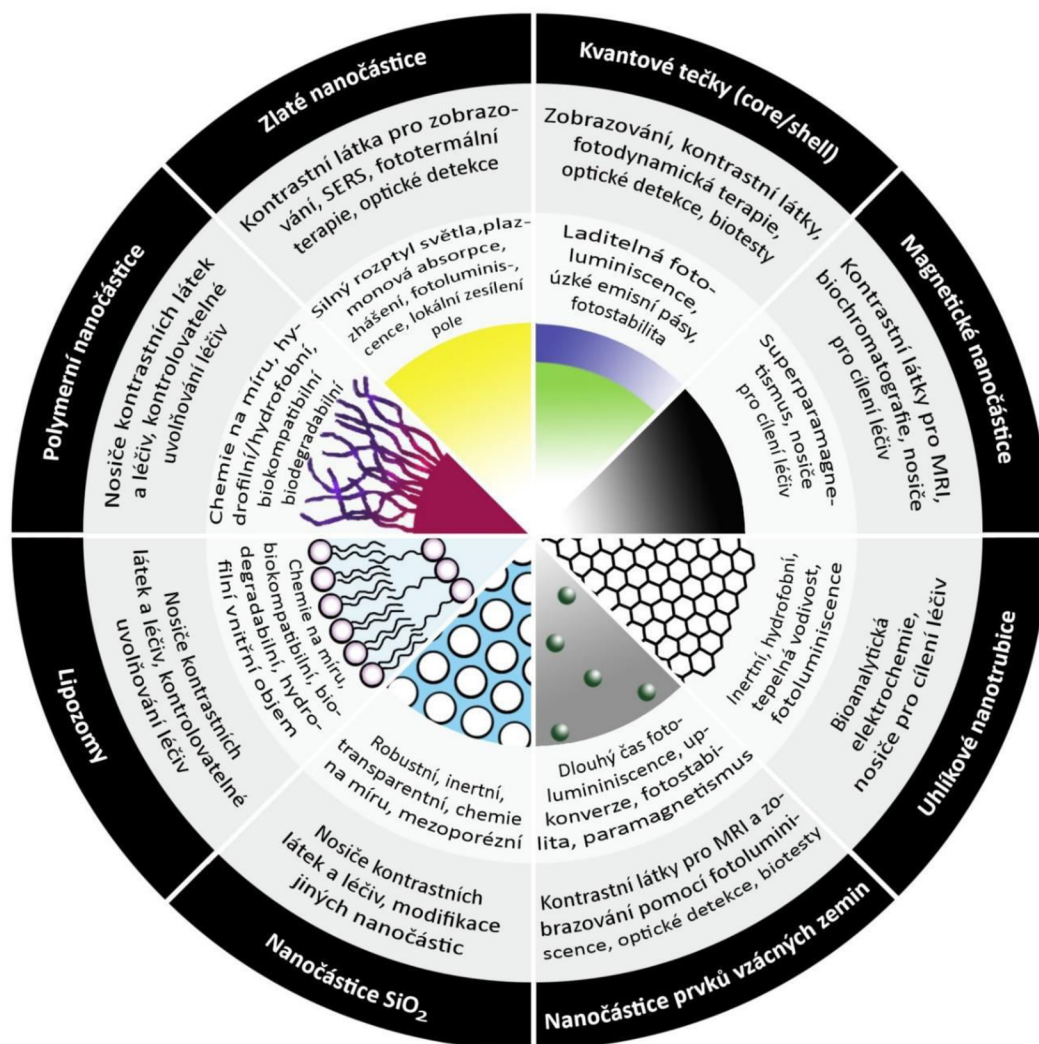 Zlaté nanočástice
Kontrastní látka pro zobrazo-
vání, SERS, fototermální
terapie, optické detekce
Silný rozptyl světla,plaz-
monová absorpce,
zhášení, fotoluminis-,
cence, lokální zesílení
pole
Kvantové tečky (core/shell)
Zobrazování, kontrastní látky,
fotodynamická terapie,
optické detekce, biotesty
Laditelná foto-
luminiscence,
úzké emisní pásy,
fotostabilita
Magnetické nanočástice
Kontrastní látky pro MRI,
biochromatografie, nosiče
pro cílení léčiv
Superparamagne-
tismus, nosiče
pro cílení léčiv
Uhlíkové nanotrubice
Bioanalytická
elektrochemie,
nosiče pro cílení léčiv
Inertní, hydrofobní,
tepelná vodivost,
fotoluminiscence
Nanočástice prvků vzácných zemin
Kontrastní látky pro MRI a zo-
brazování pomocí fotolumini-
scence, optické detekce, biotesty
Dlouhý čas foto-
lumininiscence, up-
konverze, fotostabi-
lita, paramagnetismus
Nanočástice SiO₂
Nosiče kontrastních
látek a léčiv, modifikace
jiných nanočástic
Robustní, inertní,
transparentní, chemie
na míru, mezoporézní
Lipozomy
Nosiče kontrastních
látek a léčiv, kontrolovatelné
uvolňování léčiv
Chemie na míru,
biokompatibilní, bio-
degradabilní, hydro-
filní vnitřní objem
Polymerní nanočástice
Nosiče kontrastních látek
a léčiv, kontrolovatelné
uvolňování léčiv
Chemie na míru, hy-
drofilní/hydrofobní,
biokompatibilní
biodegradabilní